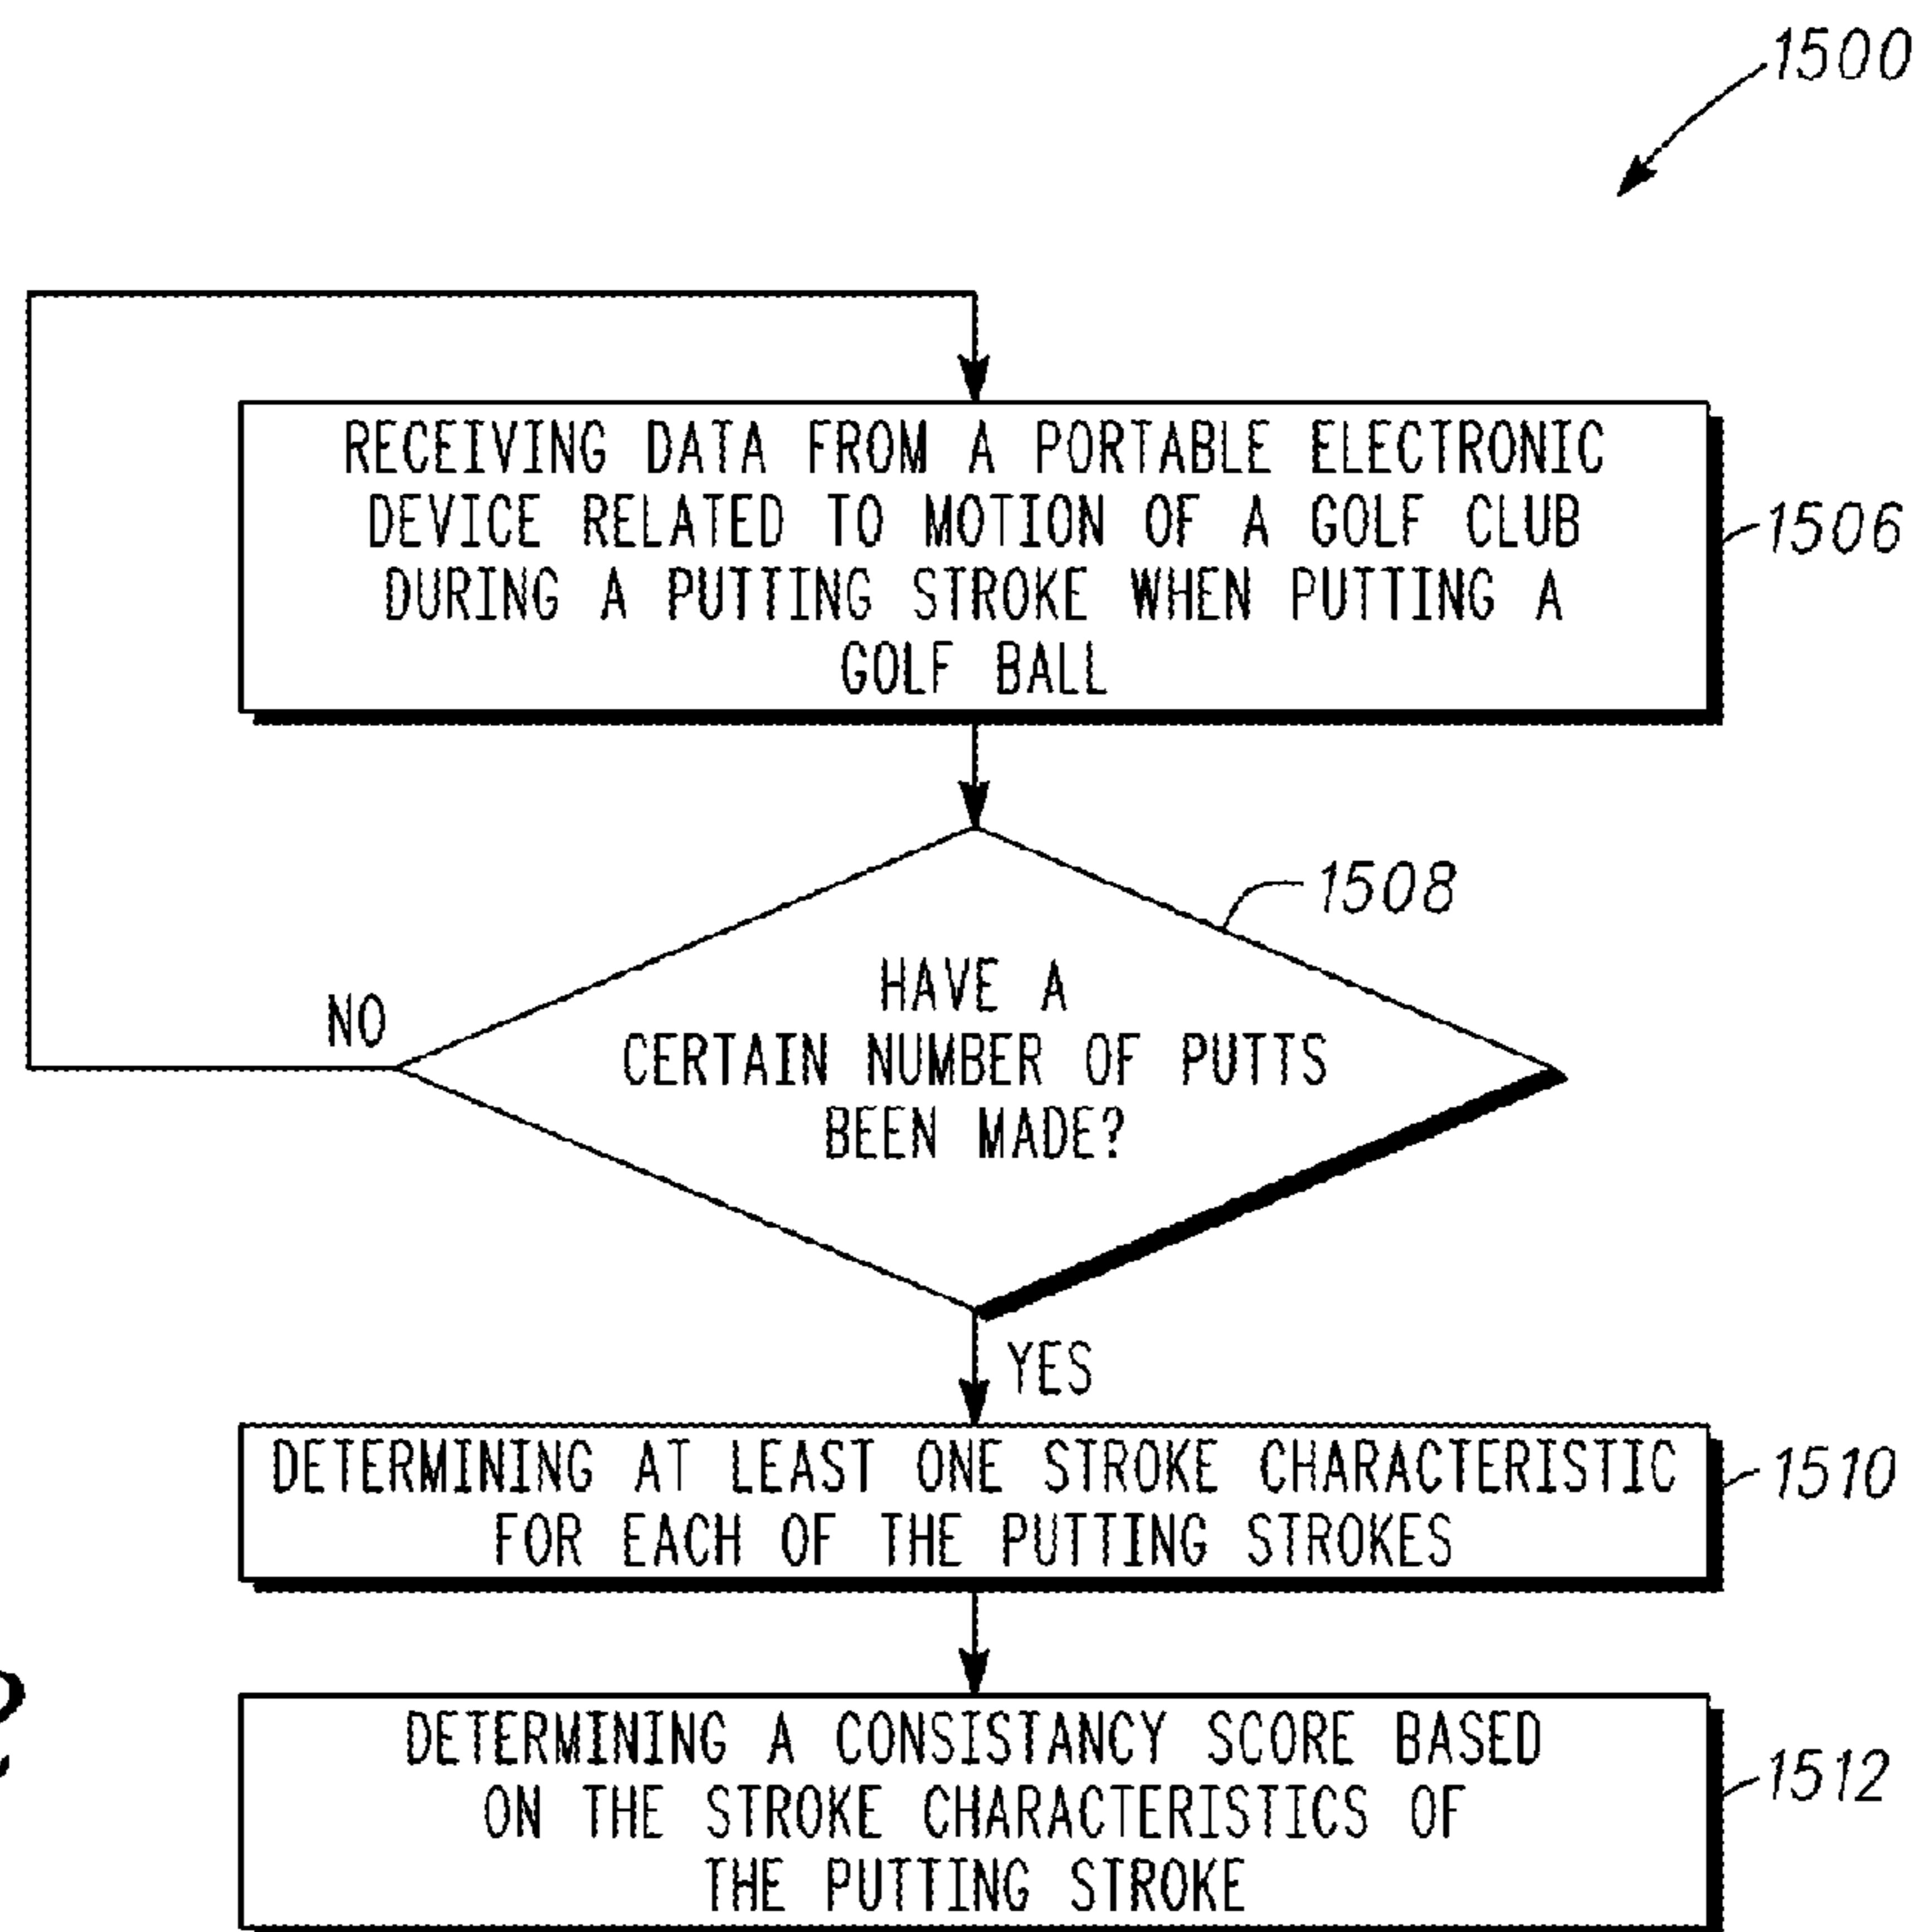 1500
RECEIVING DATA FROM A PORTABLE ELECTRONIC
DEVICE RELATED TO MOTION OF A GOLF CLUB
DURING A PUTTING STROKE WHEN PUTTING A
GOLF BALL
1506
1508
HAVE A
CERTAIN NUMBER OF PUTTS
BEEN MADE?
NO
YES
DETERMINING AT LEAST ONE STROKE CHARACTERISTIC
FOR EACH OF THE PUTTING STROKES
1510
DETERMINING A CONSISTANCY SCORE BASED
ON THE STROKE CHARACTERISTICS OF
THE PUTTING STROKE
1512